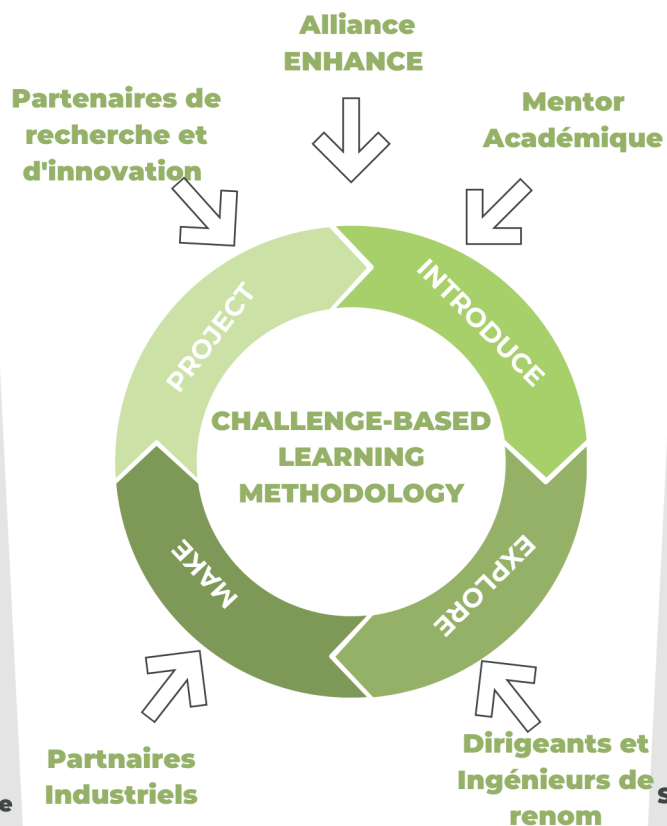 Alliance
ENHANCE
Partenaires de
recherche et
d'innovation
Mentor
Académique
PROJECT
INTRODUCE
CHALLENGE-BASED
LEARNING
METHODOLOGY
MAKE
EXPLORE
Partnaires
Industriels
Dirigeants et
Ingénieurs de
renom